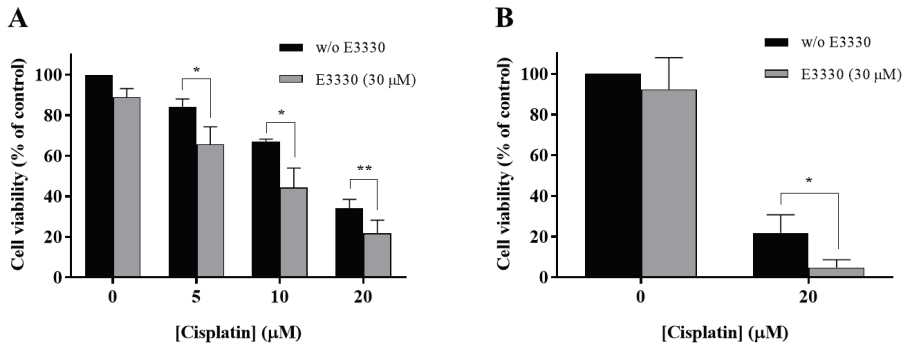 A
w/o E3330
E3330 (30 μM)
Cell viability (% of control)
100
80
60
40
20
0
*
*
**
0 5 10 20
[Cisplatin] (μM)
B
w/o E3330
E3330 (30 μM)
Cell viability (% of control)
100
80
60
40
20
0
*
0 20
[Cisplatin] (μM)